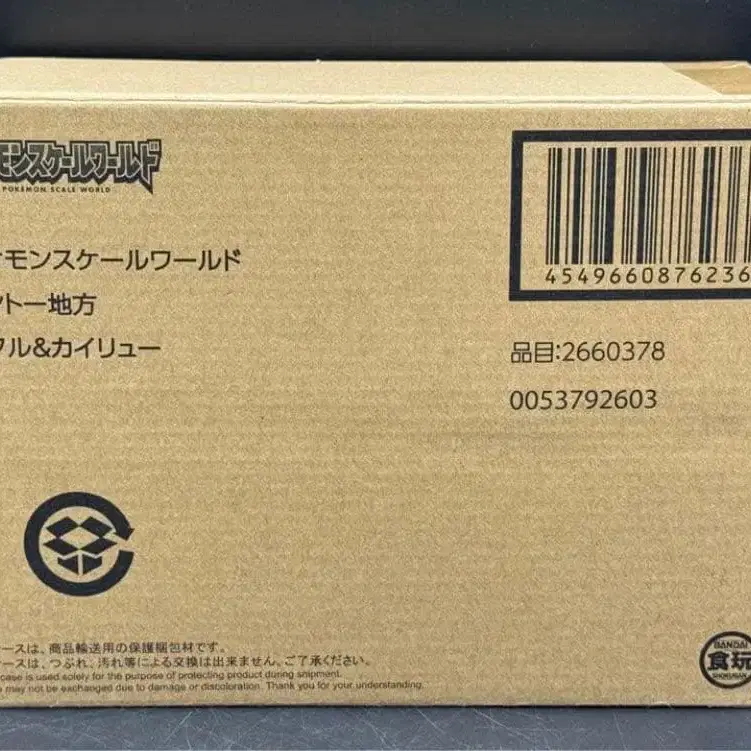 モンスケールワールド
POKÉMON SCALE WORLD
モンスケールワールド
トー地方
ル&カイリュー
4549660876236
品目:2660378
0053792603
ースは、商品輸送用の保護梱包材です。
ースは、つぶれ、汚れ等による交換は出来ません。ご了承ください。
case is used solely for the purpose of protecting product during shipment.
may not be exchanged due to damage or discoloration. Thank you for your understanding.
BANDAI
食玩
SHOKUGAN